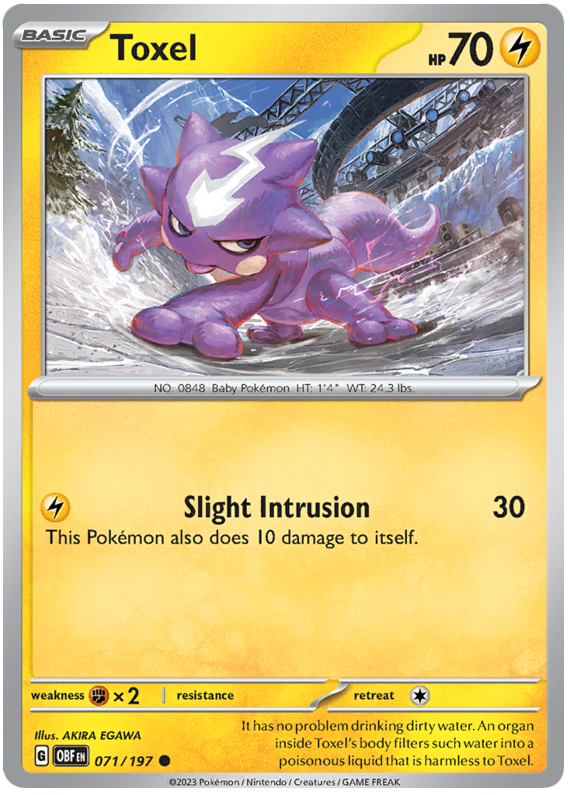 BASIC Toxel HP 70
NO. 0848 Baby Pokémon HT: 1'4" WT: 24.3 lbs.
Slight Intrusion 30
This Pokémon also does 10 damage to itself.
weakness ×2 resistance retreat
Illus. AKIRA EGAWA
G OBF EN 071/197
It has no problem drinking dirty water. An organ
inside Toxel's body filters such water into a
poisonous liquid that is harmless to Toxel.
©2023 Pokémon / Nintendo / Creatures / GAME FREAK